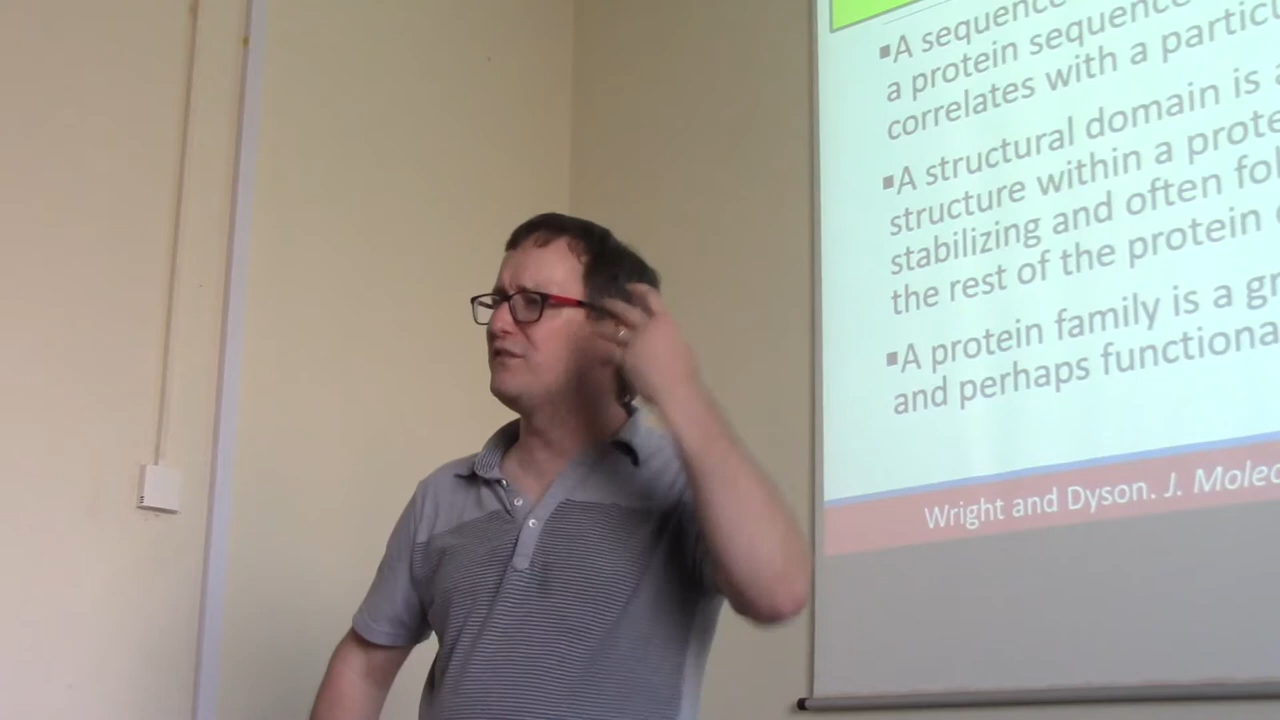 ▪A sequence
a protein sequence
correlates with a particu
▪A structural domain is a
structure within a prote
stabilizing and often fol
the rest of the protein
▪A protein family is a gr
and perhaps functiona
Wright and Dyson. J. Molec